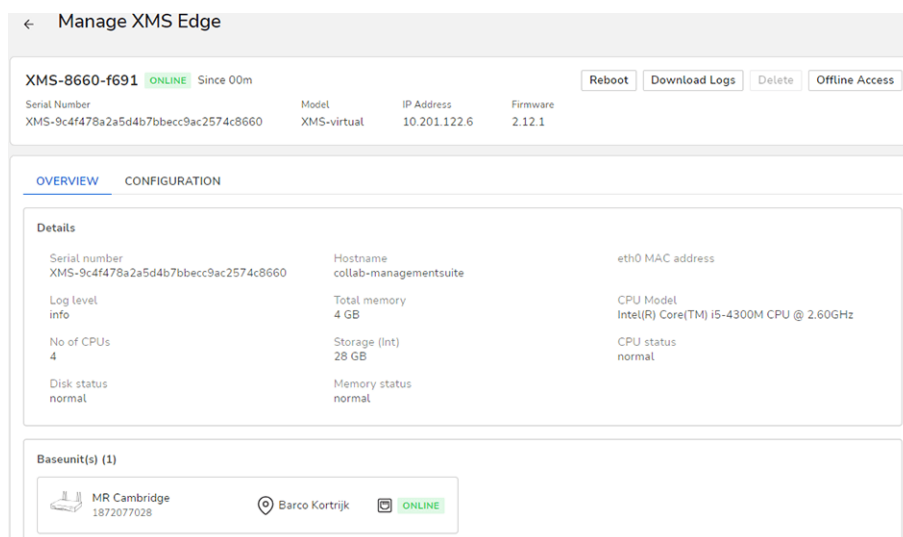 Manage XMS Edge
XMS-8660-f691 ONLINE Since 00m
Reboot Download Logs Delete Offline Access
Serial Number Model IP Address Firmware
XMS-9c4f478a2a5d4b7bbecc9ac2574c8660 XMS-virtual 10.201.122.6 2.12.1
OVERVIEW CONFIGURATION
Details
Serial number Hostname eth0 MAC address
XMS-9c4f478a2a5d4b7bbecc9ac2574c8660 collab-managementsuite
Log level Total memory CPU Model
info 4 GB Intel(R) Core(TM) i5-4300M CPU @ 2.60GHz
No of CPUs Storage (Int) CPU status
4 28 GB normal
Disk status Memory status
normal normal
Baseunit(s) (1)
MR Cambridge Barco Kortrijk ONLINE
1872077028